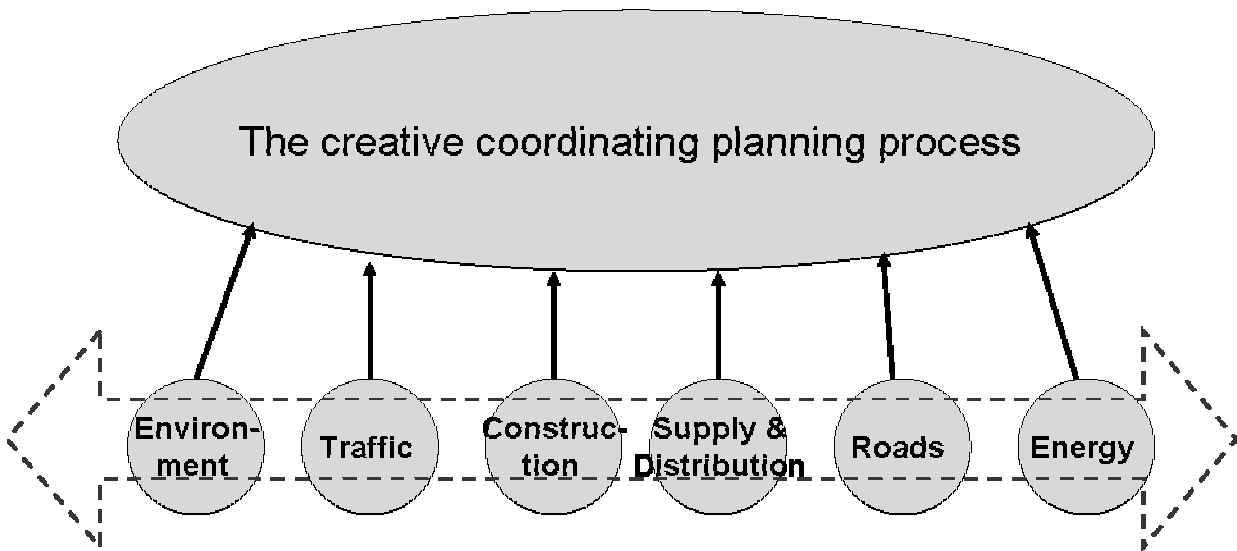 The creative coordinating planning process
Environ-
ment
Traffic
Construc-
tion
Supply &
Distribution
Roads
Energy